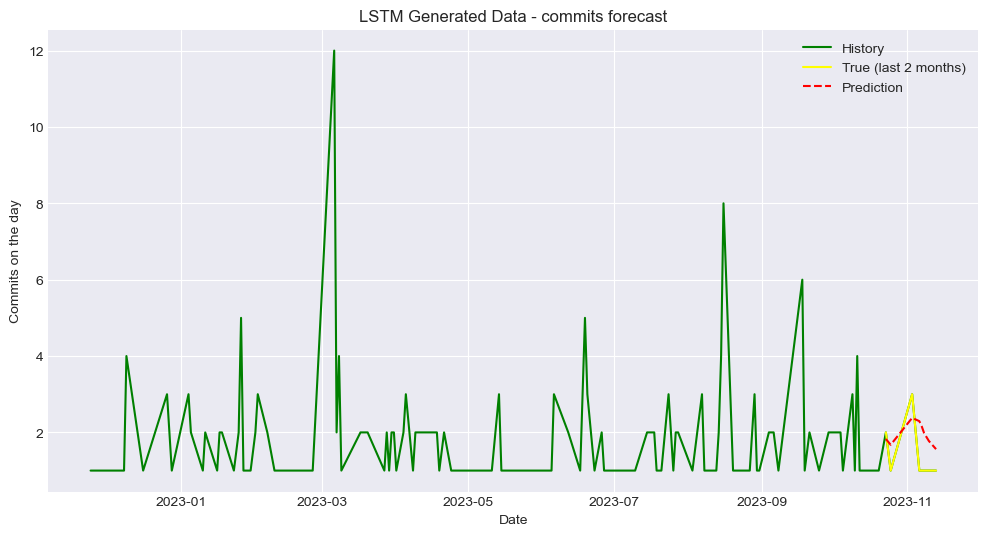 LSTM Generated Data - commits forecast
History
True (last 2 months)
Prediction
Commits on the day
12
10
8
6
4
2
2023-01
2023-03
2023-05
2023-07
2023-09
2023-11
Date